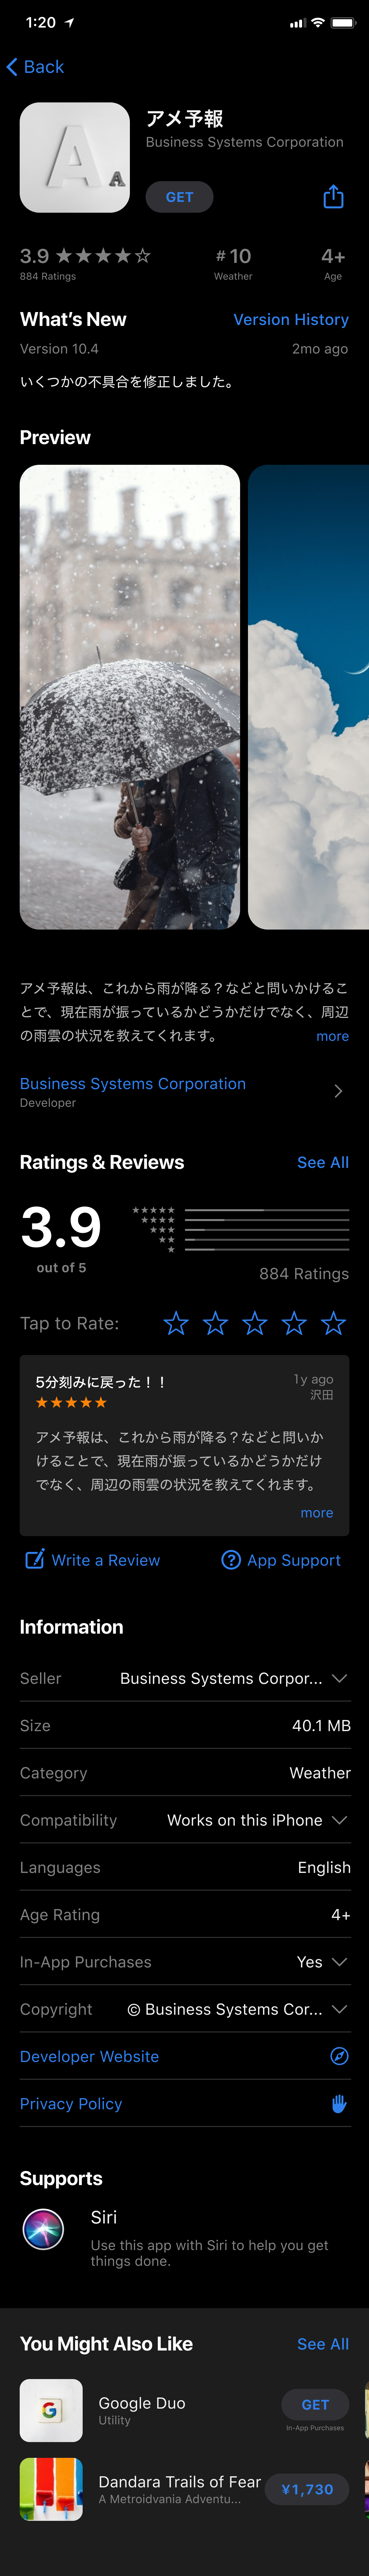 1:20
Back
A
A
アメ予報
Business Systems Corporation
GET
3.9 ★★★★☆
884 Ratings
#10
Weather
4+
Age
What's New
Version History
Version 10.4
2mo ago
いくつかの不具合を修正しました。
Preview
アメ予報は、これから雨が降る？などと問いかけるこ
とで、現在雨が振っているかどうかだけでなく、周辺
の雨雲の状況を教えてくれます。
more
Business Systems Corporation
Developer
Ratings & Reviews
See All
3.9
out of 5
884 Ratings
Tap to Rate:
5分刻みに戻った！！
1y ago
★★★★★
沢田
アメ予報は、これから雨が降る？などと問いか
けることで、現在雨が振っているかどうかだけ
でなく、周辺の雨雲の状況を教えてくれます。
more
Write a Review
App Support
Information
Seller
Business Systems Corpor...
Size
40.1 MB
Category
Weather
Compatibility
Works on this iPhone
Languages
English
Age Rating
4+
In-App Purchases
Yes
Copyright
© Business Systems Cor...
Developer Website
Privacy Policy
Supports
Siri
Use this app with Siri to help you get
things done.
You Might Also Like
See All
G
Google Duo
Utility
GET
In-App Purchases
Dandara Trails of Fear
A Metroidvania Adventu...
¥1,730